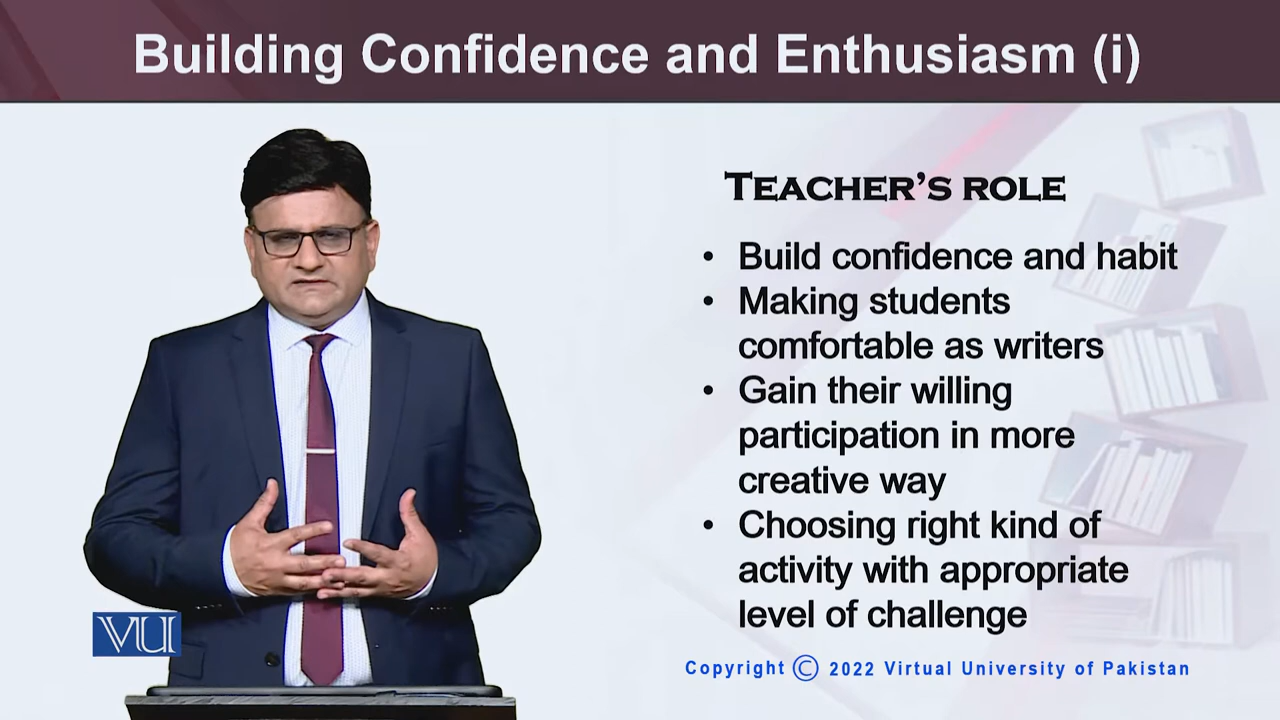 Building Confidence and Enthusiasm (i)
TEACHER'S ROLE
• Build confidence and habit
• Making students
comfortable as writers
• Gain their willing
participation in more
creative way
• Choosing right kind of
activity with appropriate
level of challenge
VU
Copyright © 2022 Virtual University of Pakistan